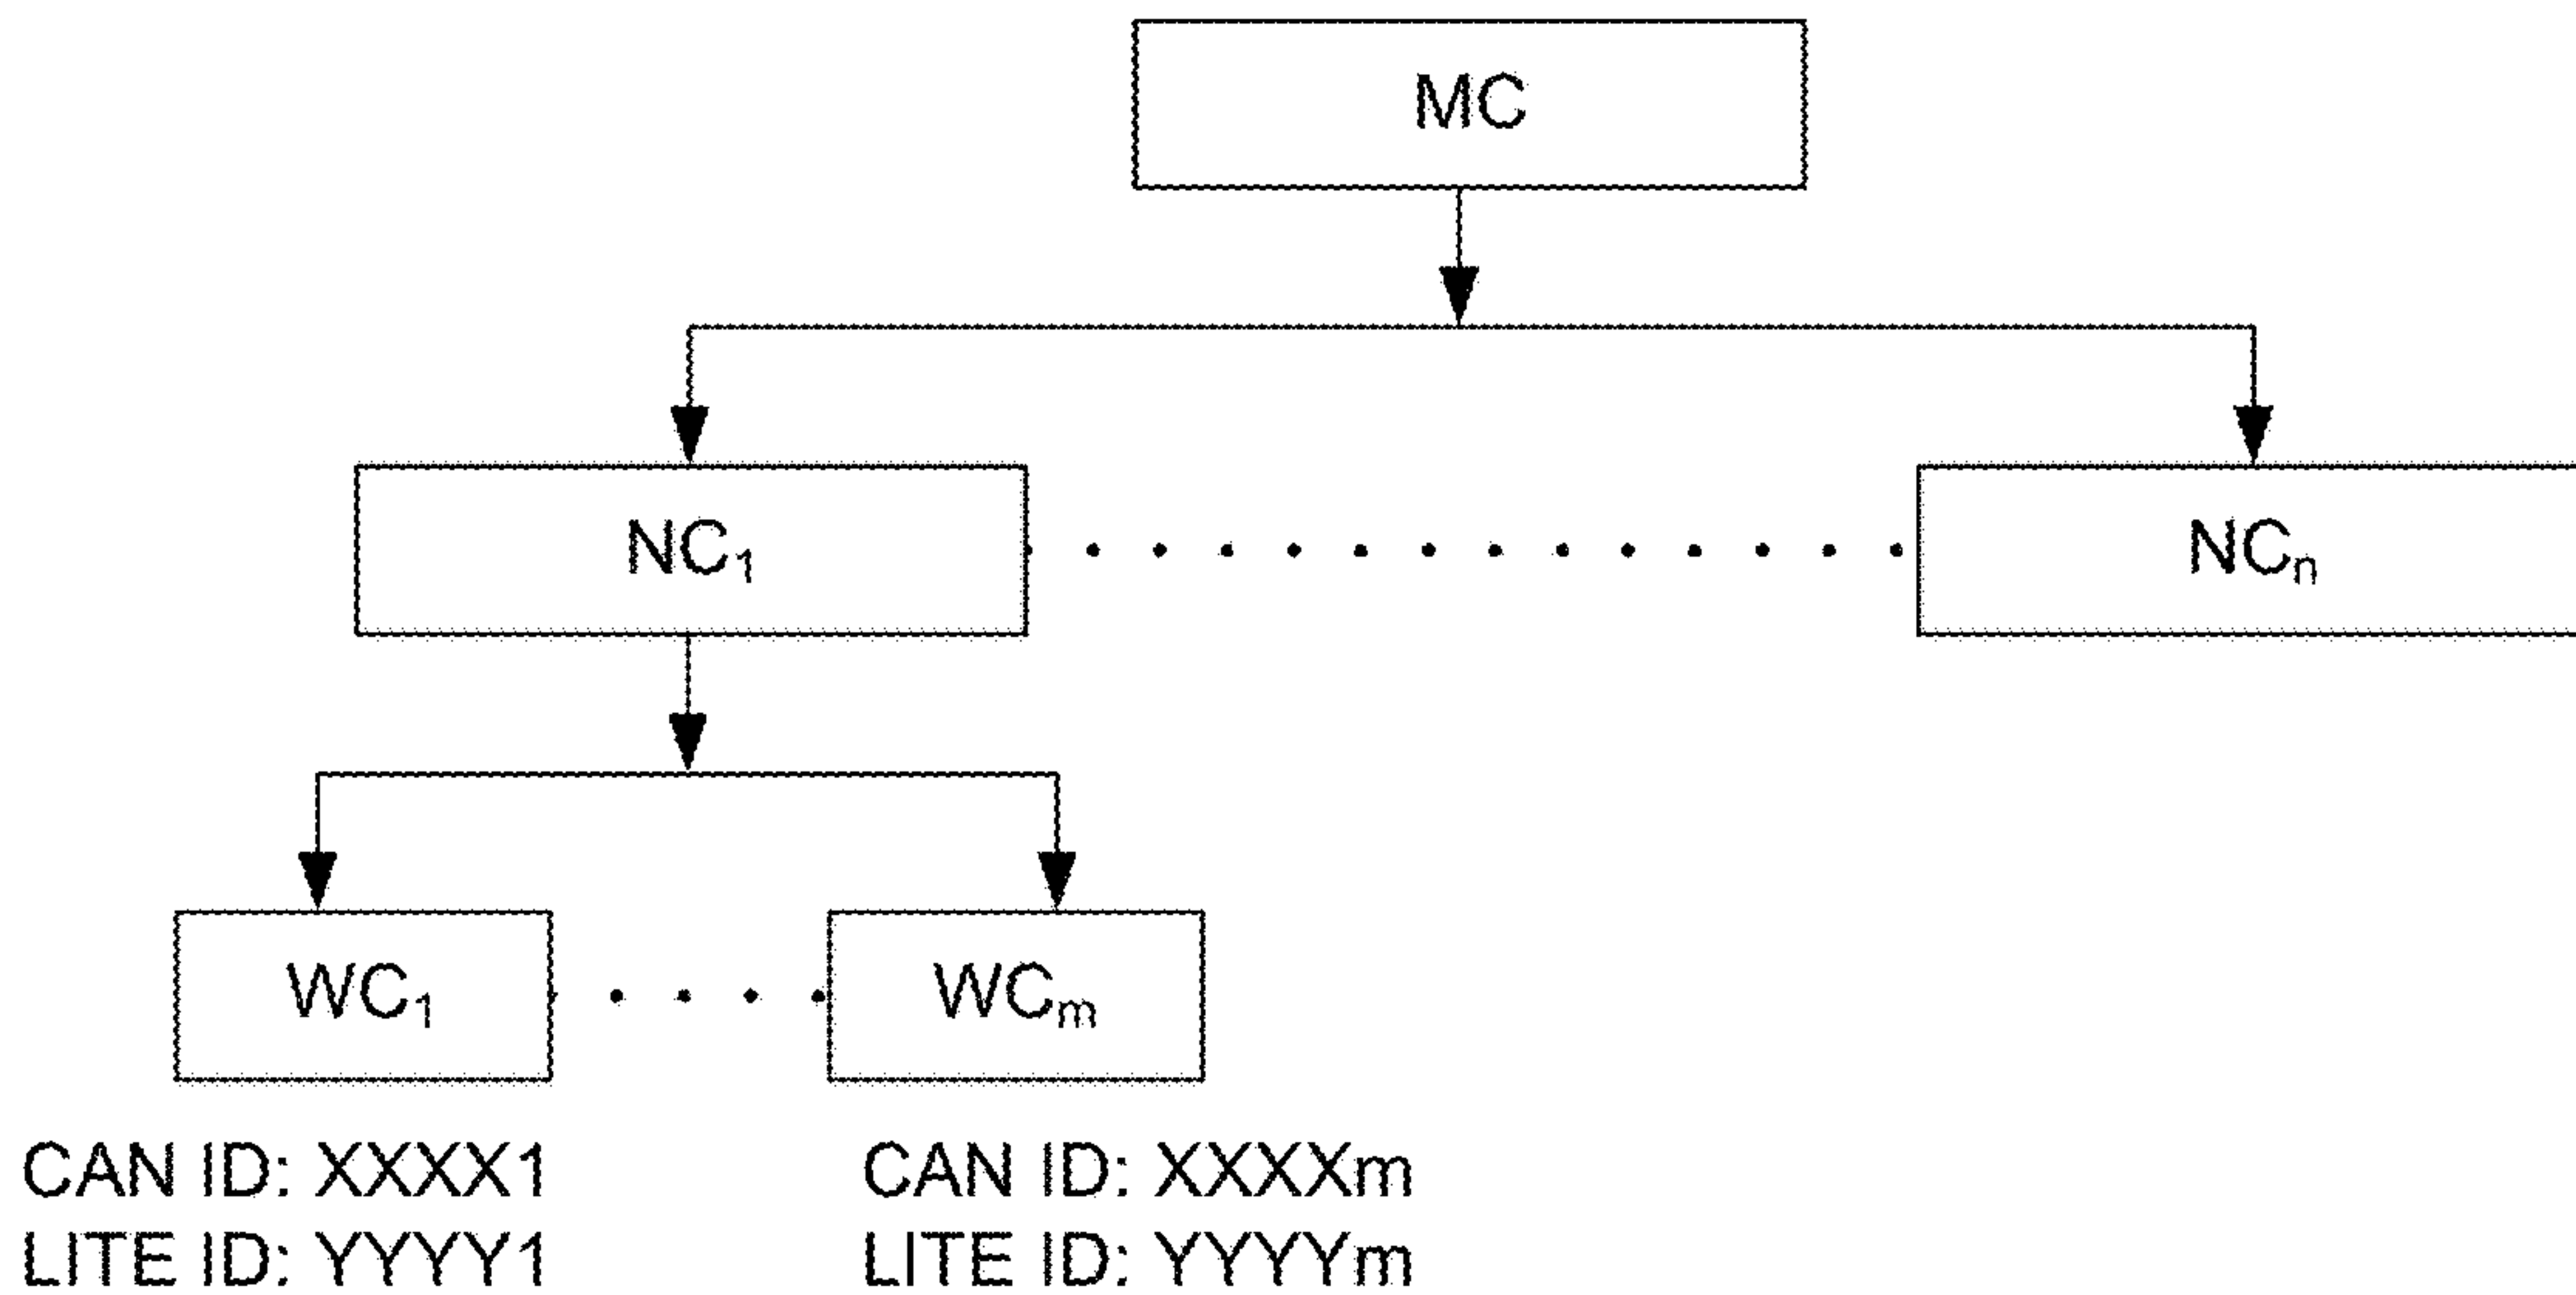 MC
NC₁ NCₙ
WC₁ WCₘ
CAN ID: XXXX1 CAN ID: XXXXm
LITE ID: YYYY1 LITE ID: YYYYm